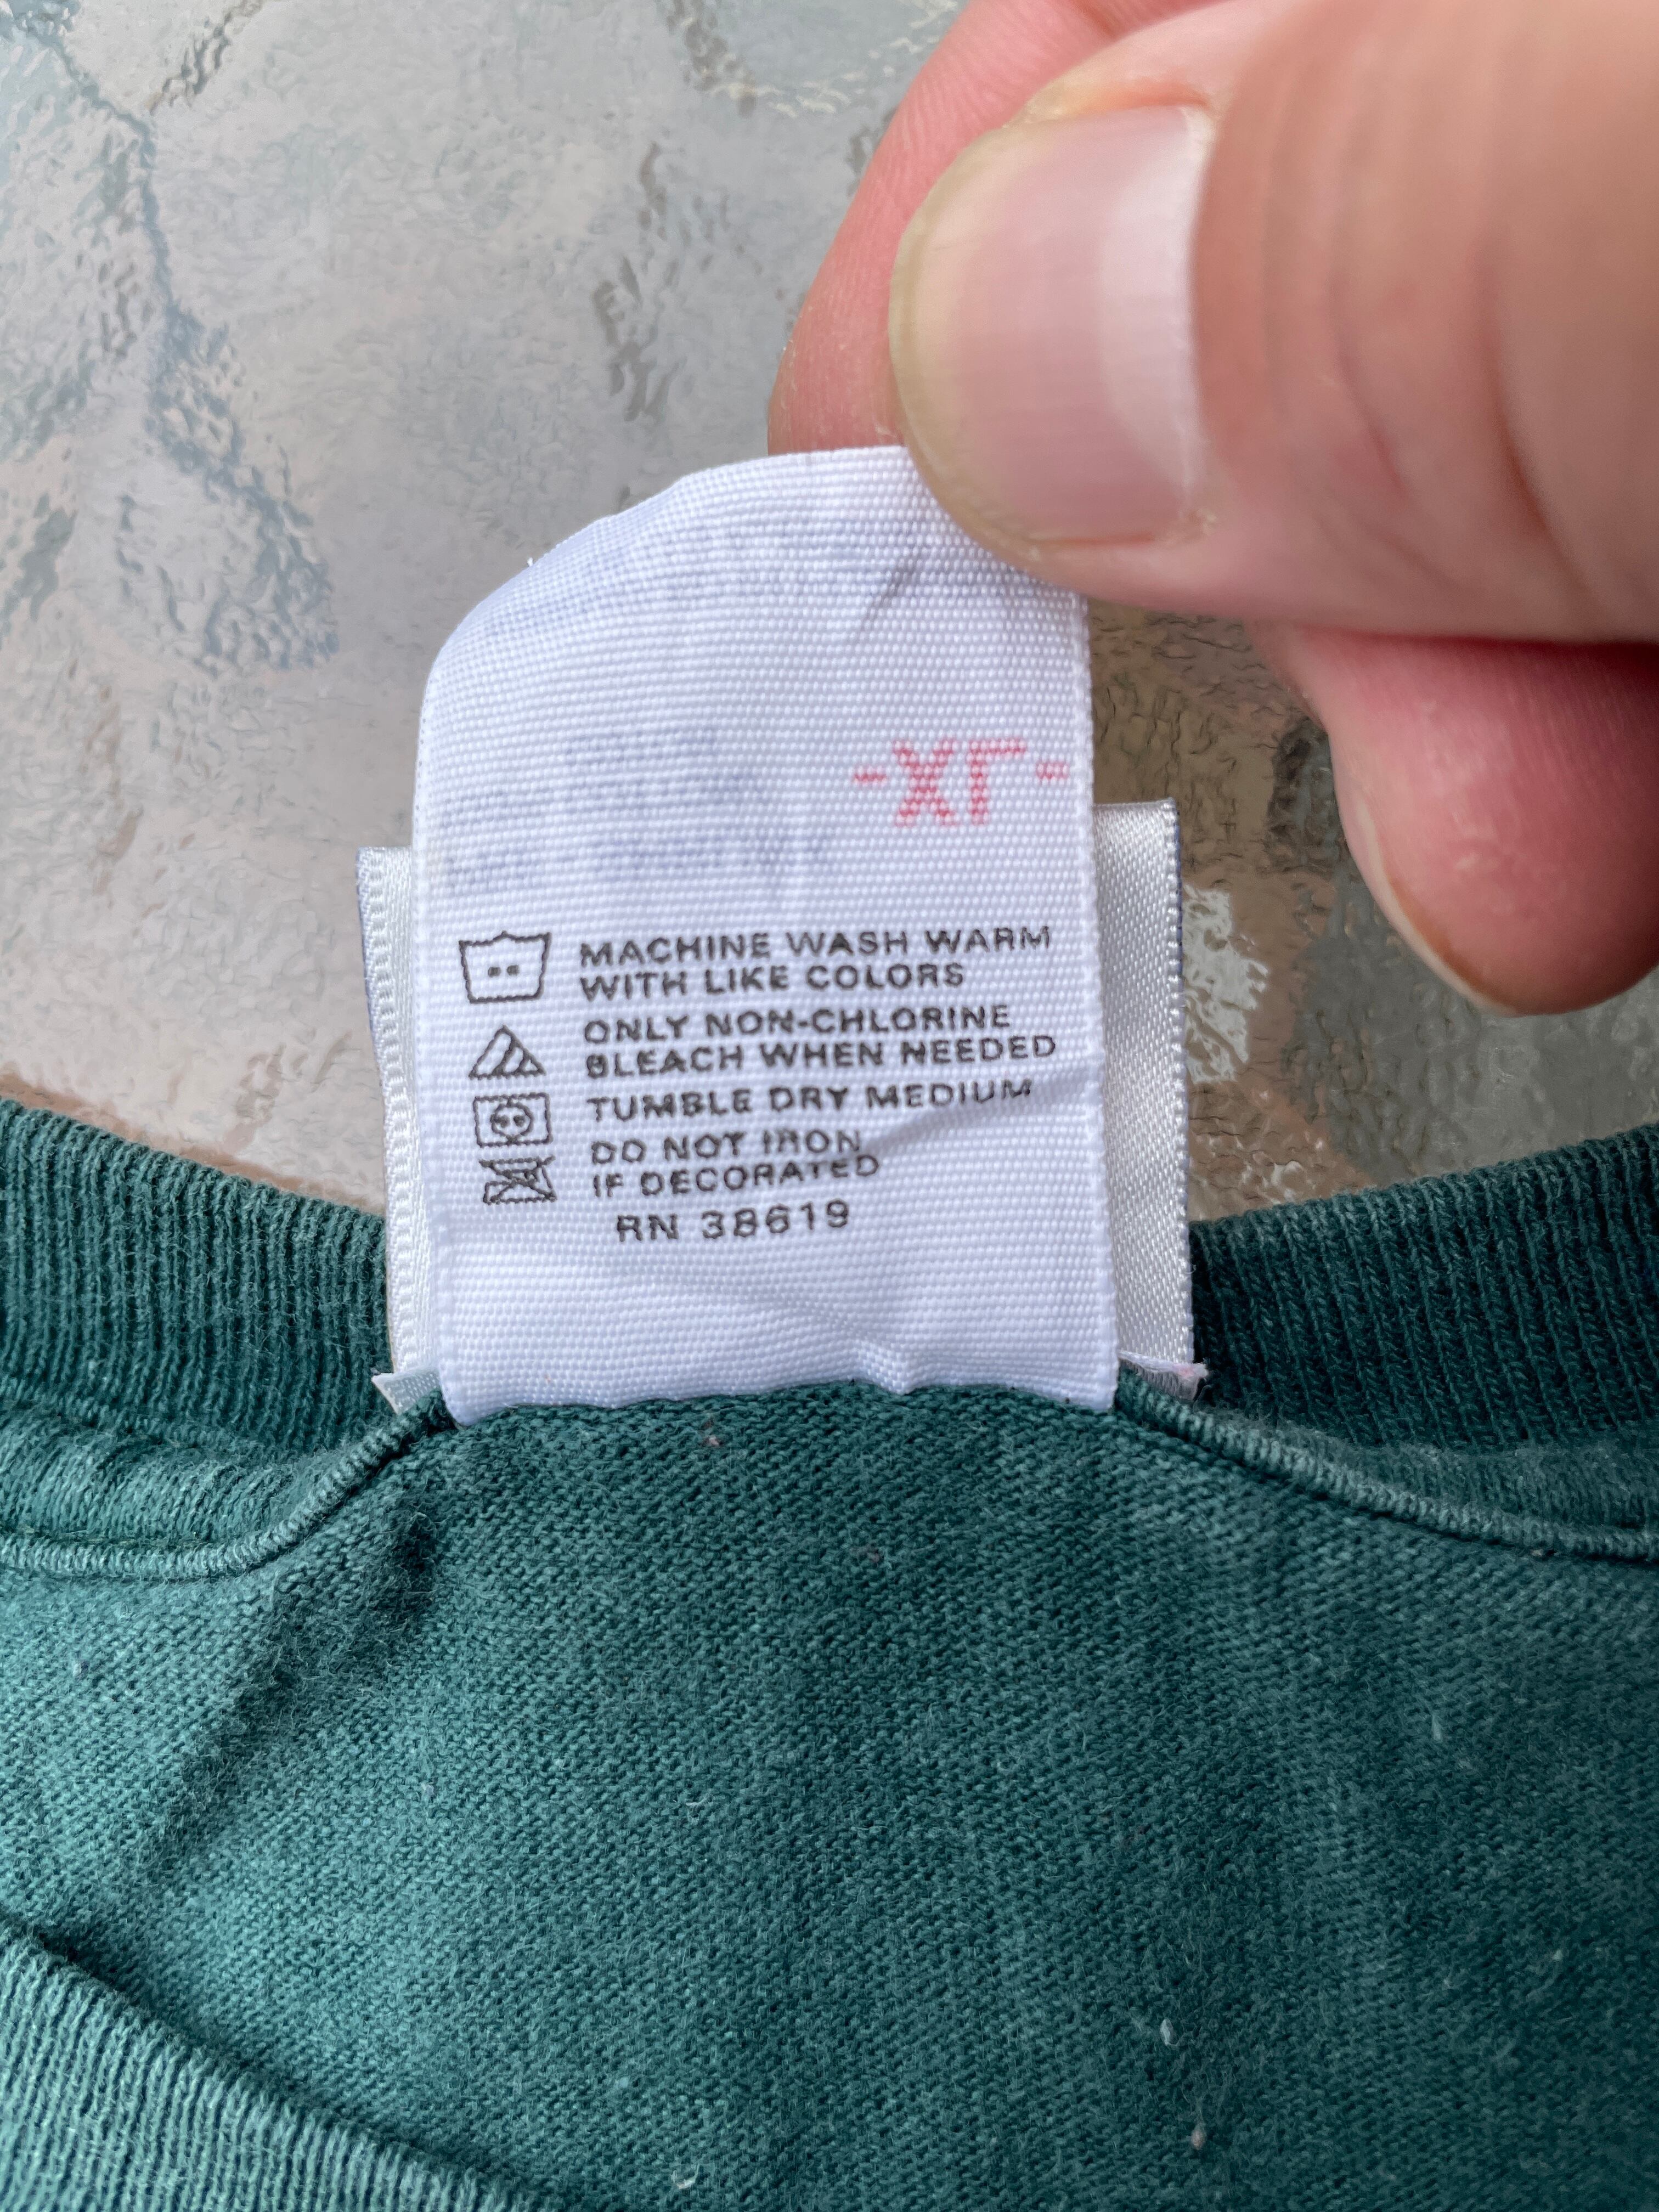 -XL-
MACHINE WASH WARM
WITH LIKE COLORS
ONLY NON-CHLORINE
BLEACH WHEN NEEDED
TUMBLE DRY MEDIUM
DO NOT IRON
IF DECORATED
RN 38619